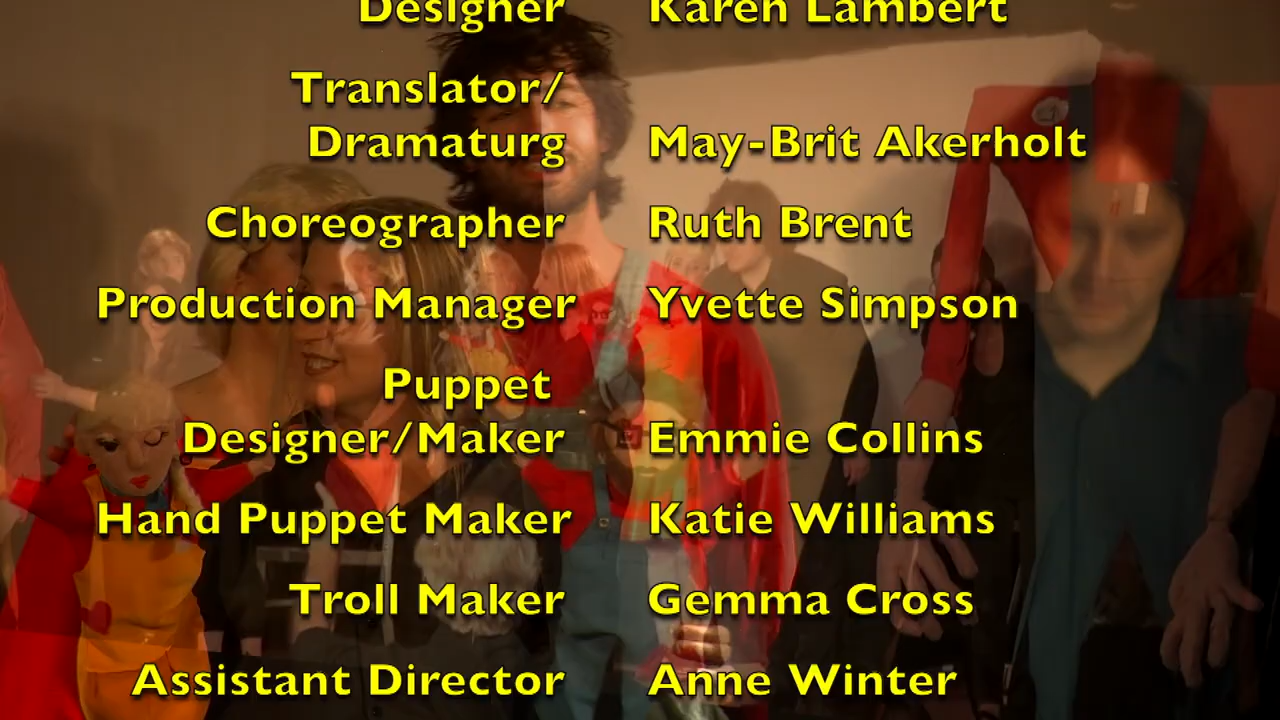 Designer Karen Lambert
Translator/
Dramaturg May-Brit Akerholt
Choreographer Ruth Brent
Production Manager Yvette Simpson
Puppet
Designer/Maker Emmie Collins
Hand Puppet Maker Katie Williams
Troll Maker Gemma Cross
Assistant Director Anne Winter